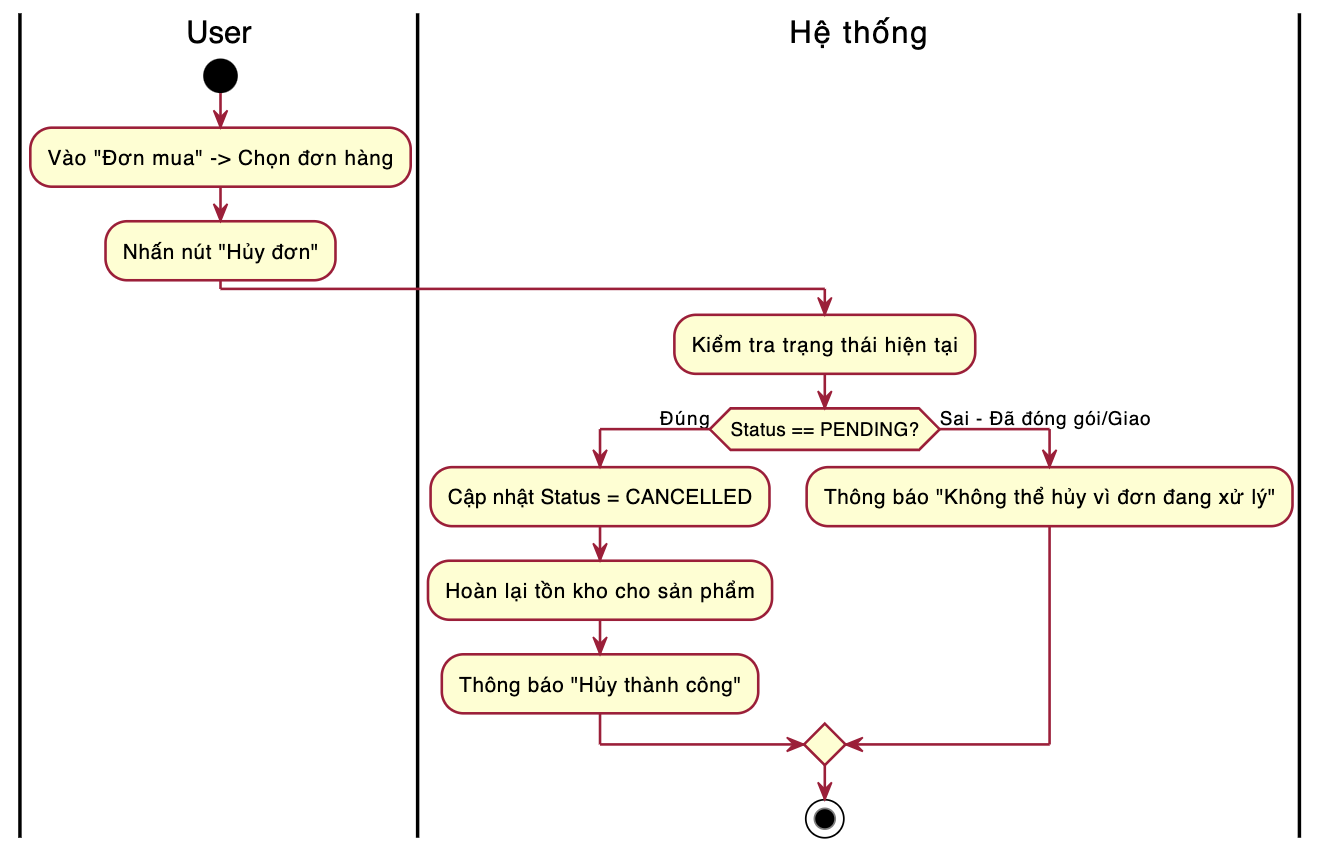 User
Hệ thống
Vào "Đơn mua" -> Chọn đơn hàng
Nhấn nút "Hủy đơn"
Kiểm tra trạng thái hiện tại
Đúng
Status == PENDING?
Sai - Đã đóng gói/Giao
Cập nhật Status = CANCELLED
Thông báo "Không thể hủy vì đơn đang xử lý"
Hoàn lại tồn kho cho sản phẩm
Thông báo "Hủy thành công"